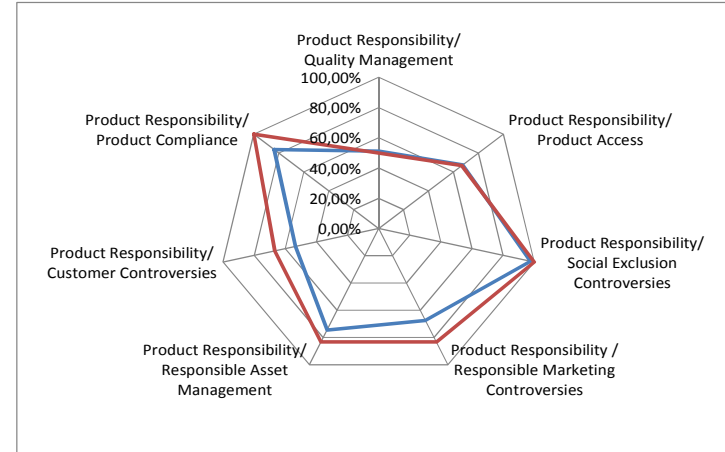 Product Responsibility/
Quality Management
100,00%
80,00%
60,00%
40,00%
20,00%
0,00%
Product Responsibility/
Product Access
Product Responsibility/
Social Exclusion
Controversies
Product Responsibility /
Responsible Marketing
Controversies
Product Responsibility/
Responsible Asset
Management
Product Responsibility/
Customer Controversies
Product Responsibility/
Product Compliance